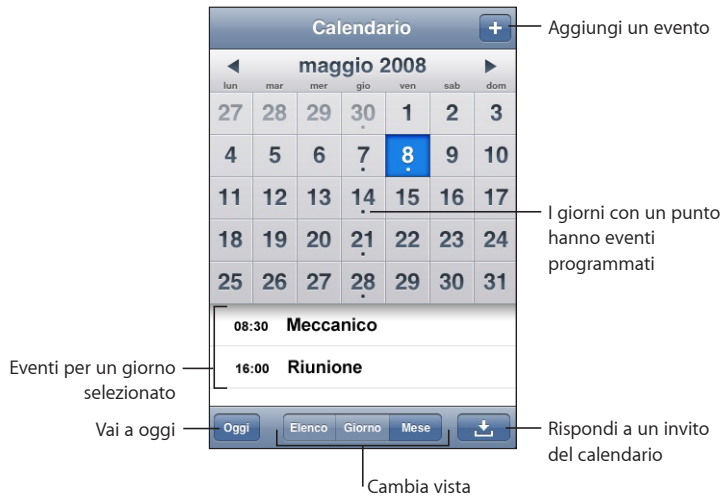 Calendario
+
Aggiungi un evento
maggio 2008
lun mar mer gio ven sab dom
27 28 29 30 1 2 3
4 5 6 7 8 9 10
11 12 13 14 15 16 17
I giorni con un punto
hanno eventi
programmati
18 19 20 21 22 23 24
25 26 27 28 29 30 31
08:30 Meccanico
16:00 Riunione
Eventi per un giorno
selezionato
Vai a oggi
Oggi
Elenco Giorno Mese
Rispondi a un invito
del calendario
Cambia vista